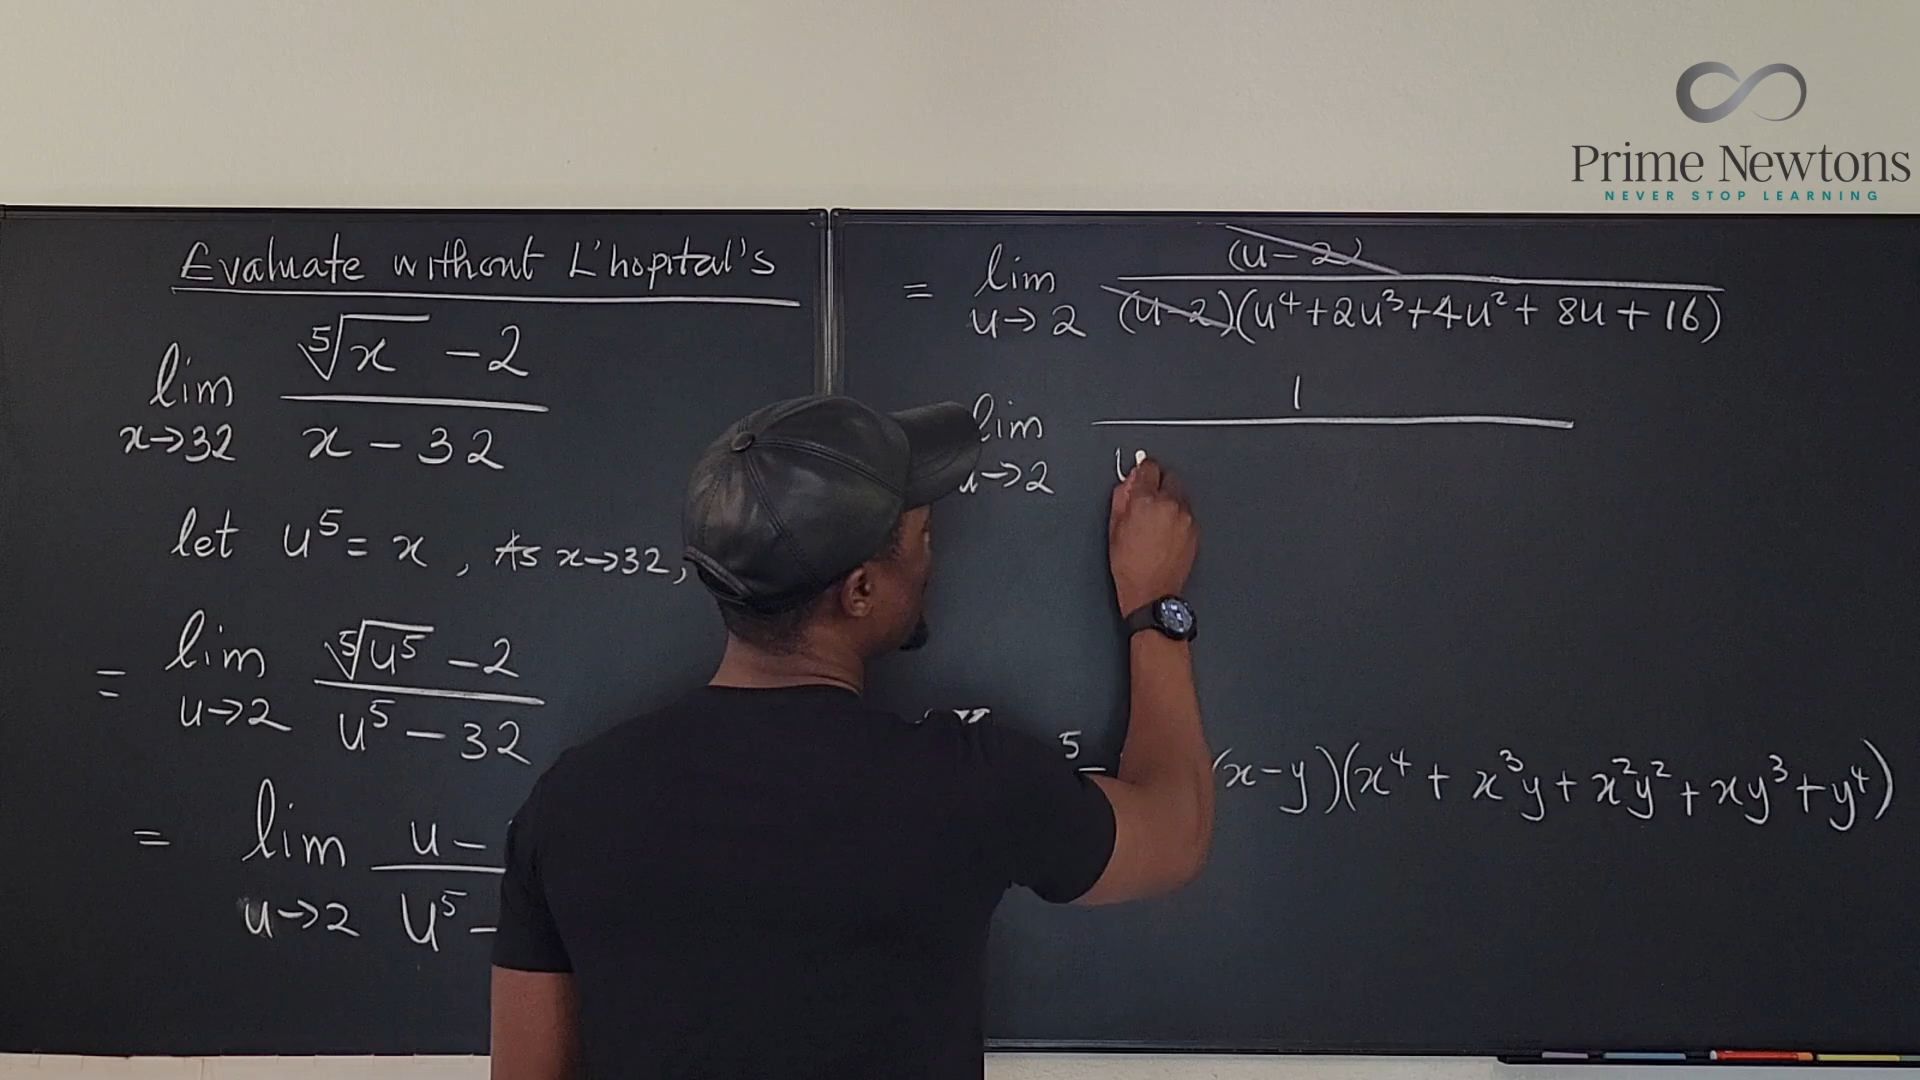 Prime Newtons
NEVER STOP LEARNING
Evaluate without L'hopital's
lim x→32 (⁵√x - 2) / (x - 32)
let u⁵ = x , As x→32,
= lim u→2 (⁵√u⁵ - 2) / (u⁵ - 32)
= lim u→2 (u - / u⁵ -
= lim u→2 (u-2) / (u-2)(u⁴+2u³+4u²+ 8u + 16)
lim u→2 1 / u
5 - (x-y)(x⁴ + x³y + x²y² + xy³ + y⁴)